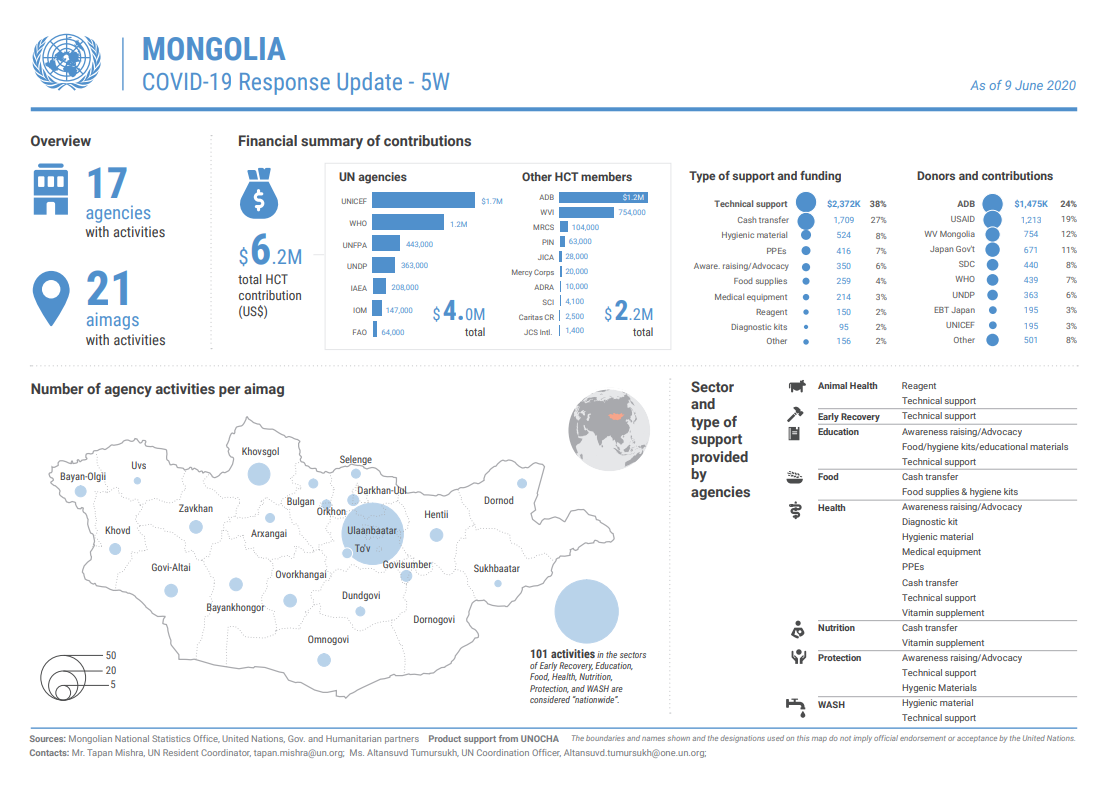 MONGOLIA
COVID-19 Response Update - 5W
As of 9 June 2020
Overview
17
agencies
with activities
21
aimags
with activities
Financial summary of contributions
$6.2M
total HCT
contribution
(US$)
UN agencies
UNICEF $1.7M
WHO 1.2M
UNFPA 443,000
UNDP 363,000
IAEA 208,000
IOM 147,000
FAO 64,000
$4.0M
total
Other HCT members
ADB $1.2M
WVI 754,000
MRCS 104,000
PIN 63,000
JICA 28,000
Mercy Corps 20,000
ADRA 10,000
SCI 4,100
Caritas CR 2,500
JCS Intl. 1,400
$2.2M
total
Type of support and funding
Technical support $2,372K 38%
Cash transfer 1,709 27%
Hygienic material 524 8%
PPEs 416 7%
Aware. raising/Advocacy 350 6%
Food supplies 259 4%
Medical equipment 214 3%
Reagent 150 2%
Diagnostic kits 95 2%
Other 156 2%
Donors and contributions
ADB $1,475K 24%
USAID 1,213 19%
WV Mongolia 754 12%
Japan Gov't 671 11%
SDC 440 8%
WHO 439 7%
UNDP 363 6%
EBT Japan 195 3%
UNICEF 195 3%
Other 501 8%
Number of agency activities per aimag
Khovsgol
Selenge
Uvs
Bayan-Olgii
Darkhan-Uul
Bulgan
Dornod
Zavkhan
Orkhon
Hentii
Khovd
Arxangai
Ulaanbaatar
To'v
Govi-Altai
Govisumber
Sukhbaatar
Ovorkhangai
Bayankhongor
Dundgovi
Dornogovi
Omnogovi
50
20
5
101 activities in the sectors
of Early Recovery, Education,
Food, Health, Nutrition,
Protection, and WASH are
considered "nationwide".
Sector
and
type of
support
provided
by
agencies
Animal Health Reagent
Technical support
Early Recovery Technical support
Education Awareness raising/Advocacy
Food/hygiene kits/educational materials
Technical support
Food Cash transfer
Food supplies & hygiene kits
Health Awareness raising/Advocacy
Diagnostic kit
Hygienic material
Medical equipment
PPEs
Cash transfer
Technical support
Vitamin supplement
Nutrition Cash transfer
Vitamin supplement
Protection Awareness raising/Advocacy
Technical support
Hygenic Materials
WASH Hygienic material
Technical support
Sources: Mongolian National Statistics Office, United Nations, Gov. and Humanitarian partners Product support from UNOCHA The boundaries and names shown and the designations used on this map do not imply official endorsement or acceptance by the United Nations.
Contacts: Mr. Tapan Mishra, UN Resident Coordinator, tapan.mishra@un.org; Ms. Altansuvd Tumursukh, UN Coordination Officer, Altansuvd.tumursukh@one.un.org;